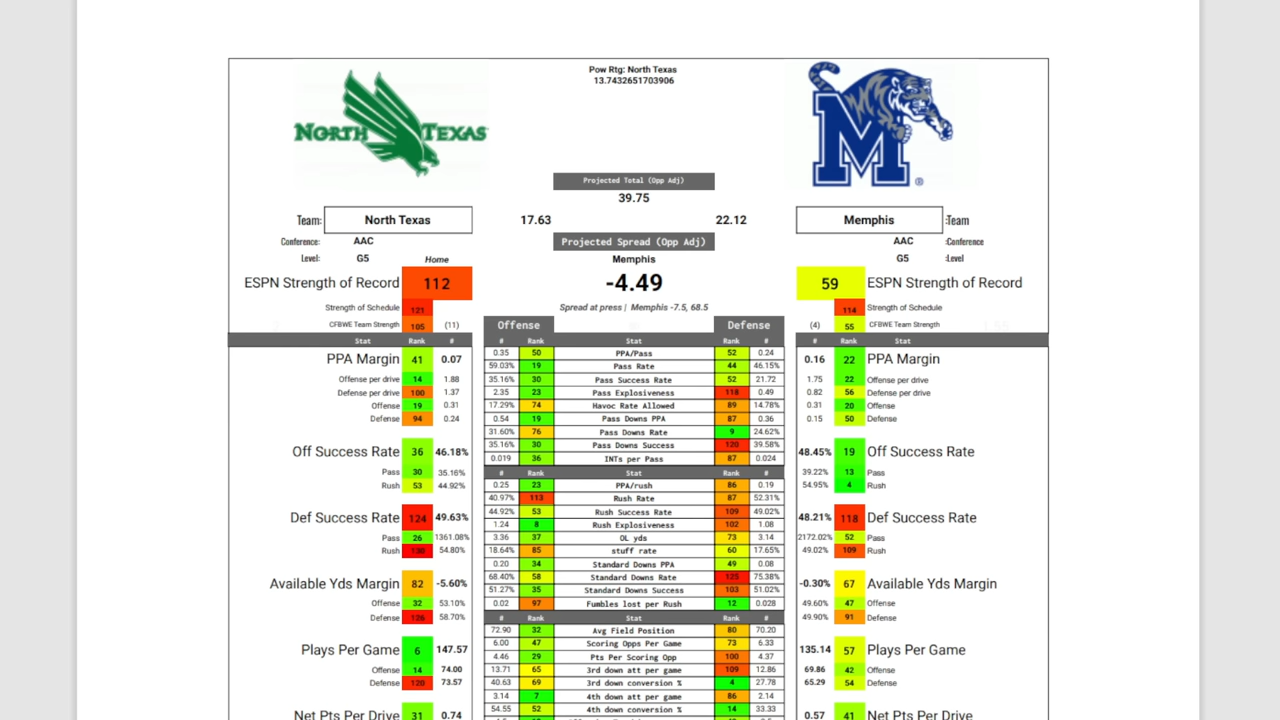 Pow Rtg: North Texas
13.7432651703906
NORTH TEXAS
M
®
Projected Total (Opp Adj)
39.75
Team: North Texas 17.63 22.12 Memphis :Team
Conference: AAC Projected Spread (Opp Adj) AAC :Conference
Level: G5 Home Memphis G5 :Level
ESPN Strength of Record 112 -4.49 59 ESPN Strength of Record
Strength of Schedule 121 Spread at press | Memphis -7.5, 68.5 114 Strength of Schedule
CFBWE Team Strength 105 (11) Offense Defense (4) 55 CFBWE Team Strength
Stat Rank # # Rank Stat Rank # # Rank Stat
PPA Margin 41 0.07 0.35 50 PPA/Pass 52 0.24 0.16 22 PPA Margin
59.03% 19 Pass Rate 44 46.15%
Offense per drive 14 1.88 35.16% 30 Pass Success Rate 52 21.72 1.75 22 Offense per drive
Defense per drive 100 1.37 2.35 23 Pass Explosiveness 118 0.49 0.82 56 Defense per drive
Offense 19 0.31 17.29% 74 Havoc Rate Allowed 89 14.78% 0.31 20 Offense
Defense 94 0.24 0.54 19 Pass Downs PPA 87 0.36 0.15 50 Defense
31.60% 76 Pass Downs Rate 9 24.62%
Off Success Rate 36 46.18% 35.16% 30 Pass Downs Success 120 39.58% 48.45% 19 Off Success Rate
0.019 36 INTs per Pass 87 0.024
Pass 30 35.16% # Rank Stat Rank # 39.22% 13 Pass
Rush 53 44.92% 0.25 23 PPA/rush 86 0.19 54.95% 4 Rush
40.97% 113 Rush Rate 87 52.31%
Def Success Rate 124 49.63% 44.92% 53 Rush Success Rate 109 49.02% 48.21% 118 Def Success Rate
1.24 8 Rush Explosiveness 102 1.08
Pass 26 1361.08% 3.36 37 OL yds 73 3.14 2172.02% 52 Pass
Rush 130 54.80% 18.64% 85 stuff rate 60 17.65% 49.02% 109 Rush
0.20 34 Standard Downs PPA 49 0.08
Available Yds Margin 82 -5.60% 68.40% 58 Standard Downs Rate 125 75.38% -0.30% 67 Available Yds Margin
51.27% 35 Standard Downs Success 103 51.02%
Offense 32 53.10% 0.02 97 Fumbles lost per Rush 12 0.028 49.60% 47 Offense
Defense 126 58.70% # Rank Stat Rank # 49.90% 91 Defense
72.90 32 Avg Field Position 80 70.20
Plays Per Game 6 147.57 6.00 47 Scoring Opps Per Game 73 6.33 135.14 57 Plays Per Game
4.46 29 Pts Per Scoring Opp 100 4.37
Offense 14 74.00 13.71 65 3rd down att per game 109 12.86 69.86 42 Offense
Defense 120 73.57 40.63 69 3rd down conversion % 4 27.78 65.29 54 Defense
3.14 7 4th down att per game 86 2.14
Net Pts Per Drive 31 0.74 54.55 52 4th down conversion % 14 33.33 0.57 41 Net Pts Per Drive